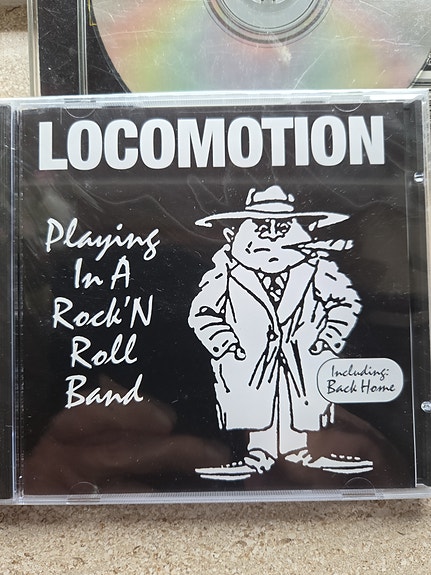 LOCOMOTION
Playing
In A
Rock'N
Roll
Band
Including:
Back Home